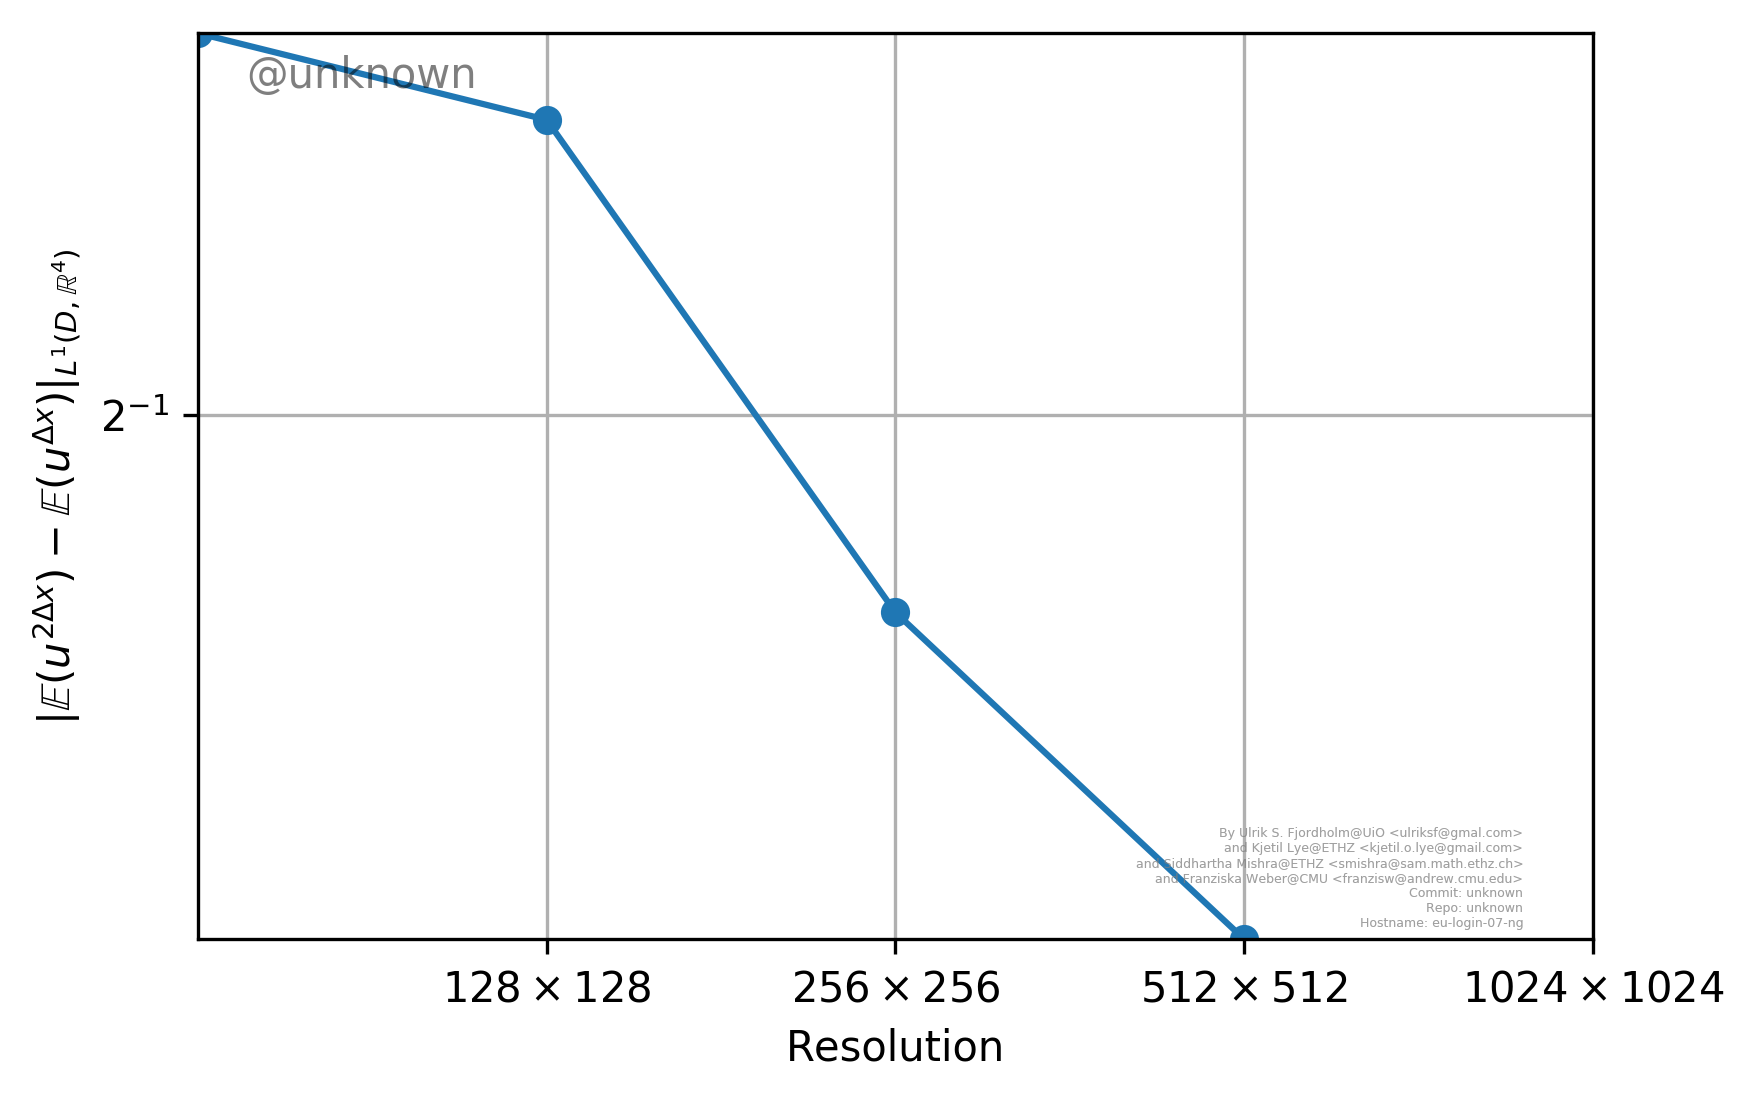 @unknown
|𝔼(u^{2Δx}) − 𝔼(u^{Δx})|_{L^1(D, ℝ^4)}
2^{−1}
By Ulrik S. Fjordholm@UiO <ulriksf@gmal.com>
and Kjetil Lye@ETHZ <kjetil.o.lye@gmail.com>
and Siddhartha Mishra@ETHZ <smishra@sam.math.ethz.ch>
and Franziska Weber@CMU <franzisw@andrew.cmu.edu>
Commit: unknown
Repo: unknown
Hostname: eu-login-07-ng
128 × 128 256 × 256 512 × 512 1024 × 1024
Resolution